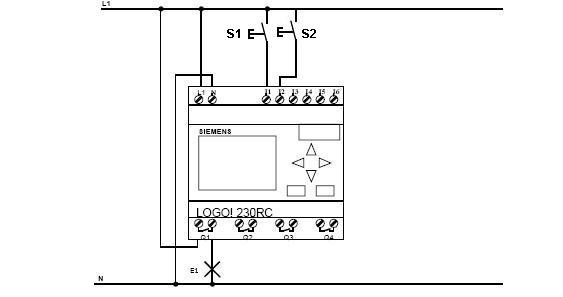 L1
S1 S2
L1 N I1 I2 I3 I4 I5 I6
SIEMENS
LOGO! 230RC
Q1 Q2 Q3 Q4
E1
N